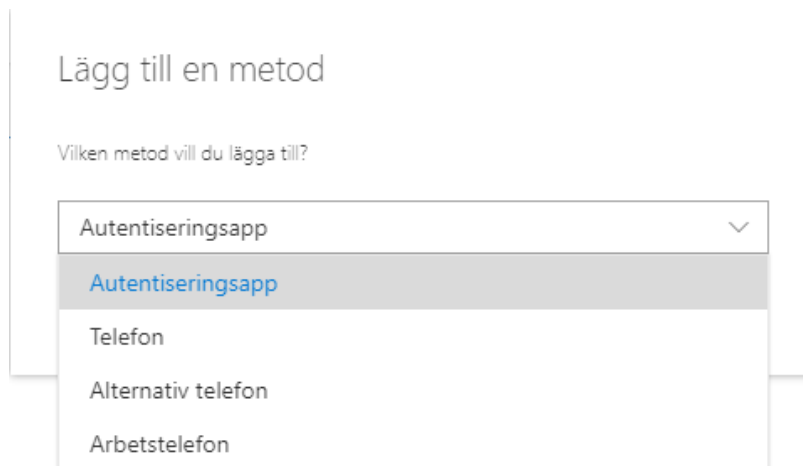 Lägg till en metod
Vilken metod vill du lägga till?
Autentiseringsapp
Autentiseringsapp
Telefon
Alternativ telefon
Arbetstelefon